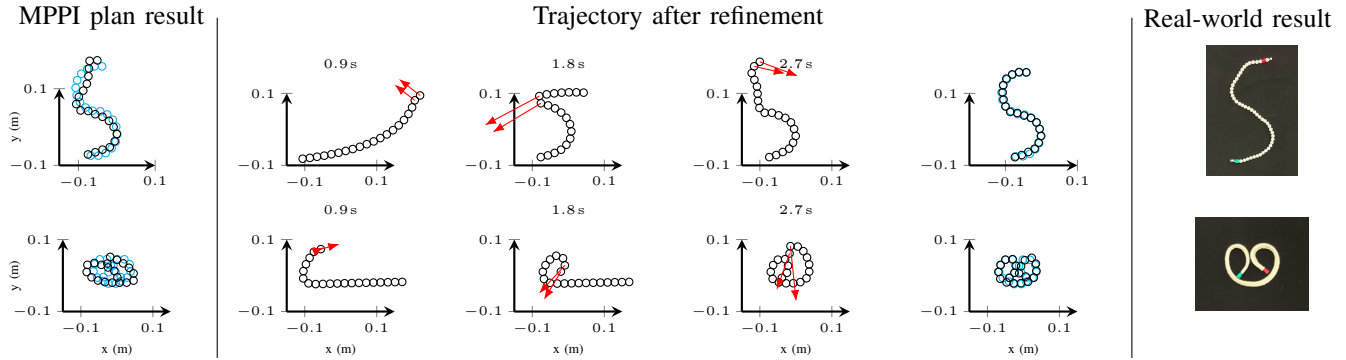 MPPI plan result Trajectory after refinement Real-world result
0.9 s 1.8 s 2.7 s
0.1 0.1 0.1 0.1 0.1
y (m)
−0.1 −0.1 −0.1 −0.1 −0.1
−0.1 0.1 −0.1 0.1 −0.1 0.1 −0.1 0.1 −0.1 0.1
0.9 s 1.8 s 2.7 s
0.1 0.1 0.1 0.1 0.1
y (m)
−0.1 −0.1 −0.1 −0.1 −0.1
−0.1 0.1 −0.1 0.1 −0.1 0.1 −0.1 0.1 −0.1 0.1
x (m) x (m) x (m) x (m) x (m)